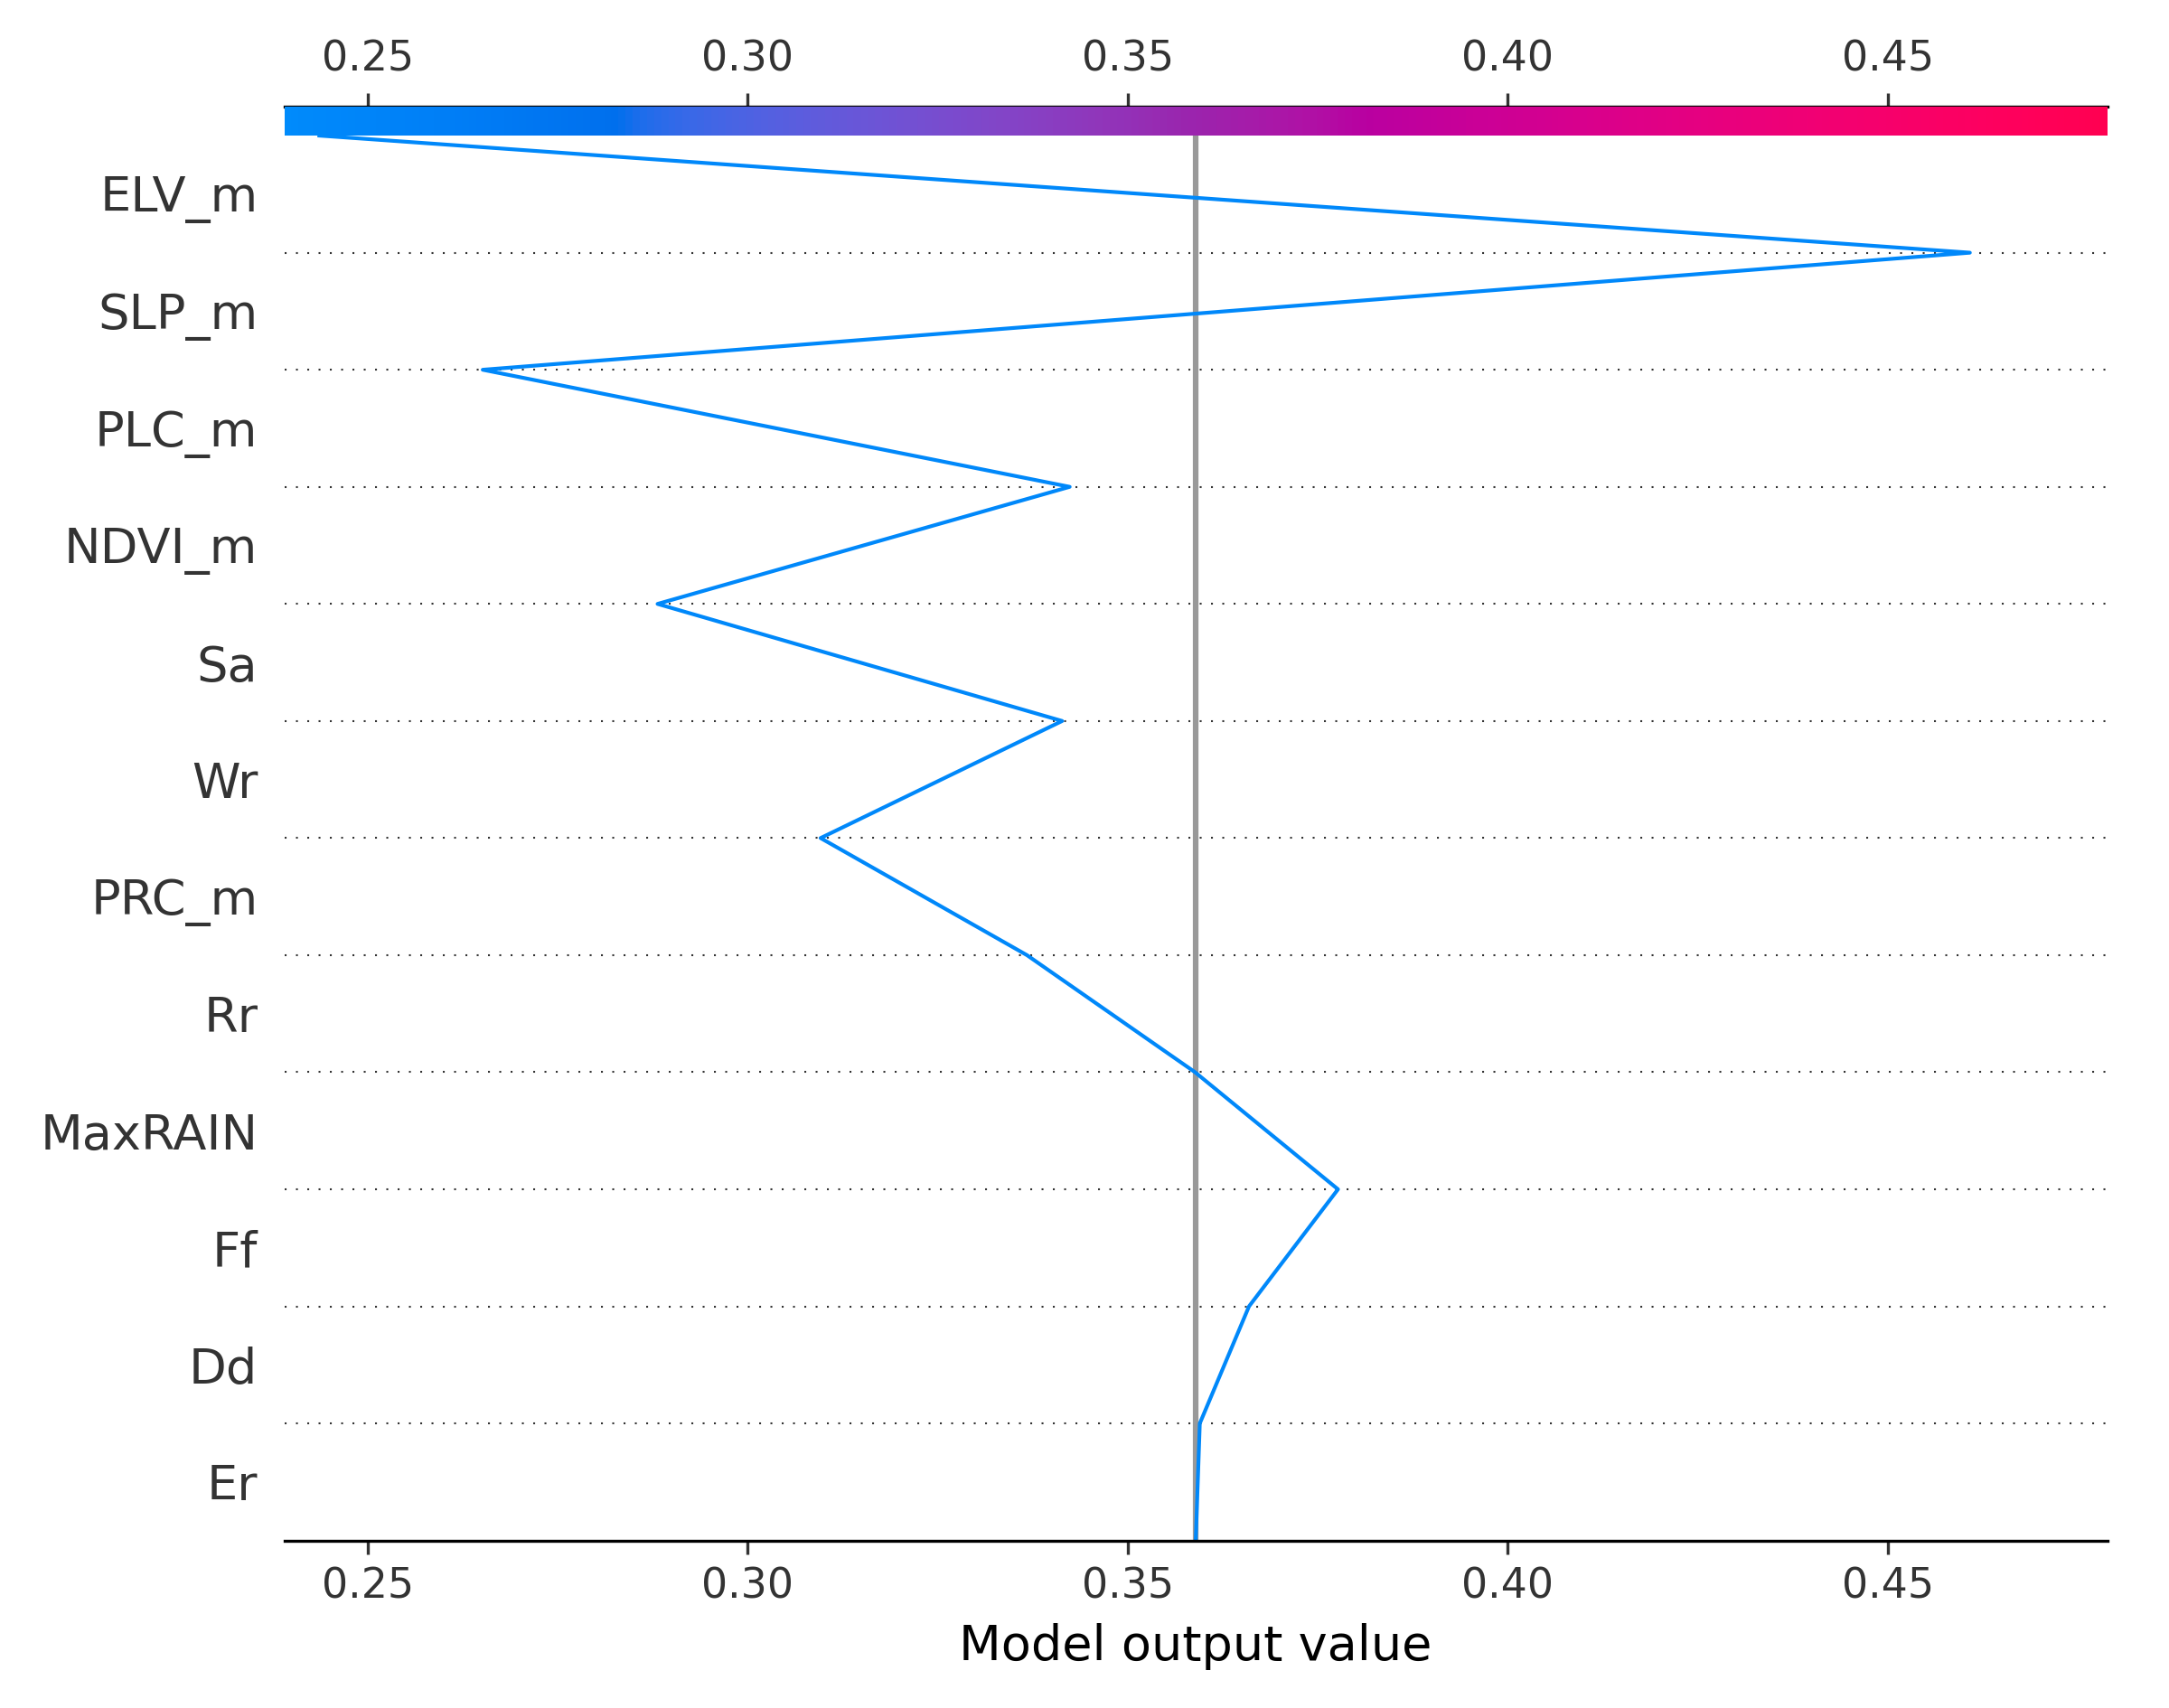 0.25 0.30 0.35 0.40 0.45
ELV_m
SLP_m
PLC_m
NDVI_m
Sa
Wr
PRC_m
Rr
MaxRAIN
Ff
Dd
Er
0.25 0.30 0.35 0.40 0.45
Model output value